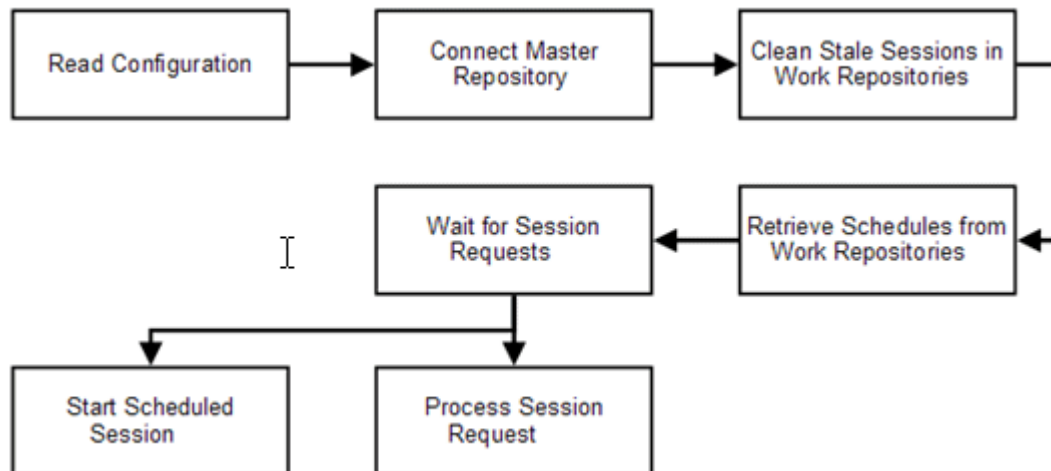 Read Configuration
Connect Master
Repository
Clean Stale Sessions in
Work Repositories
Wait for Session
Requests
Retrieve Schedules from
Work Repositories
Start Scheduled
Session
Process Session
Request